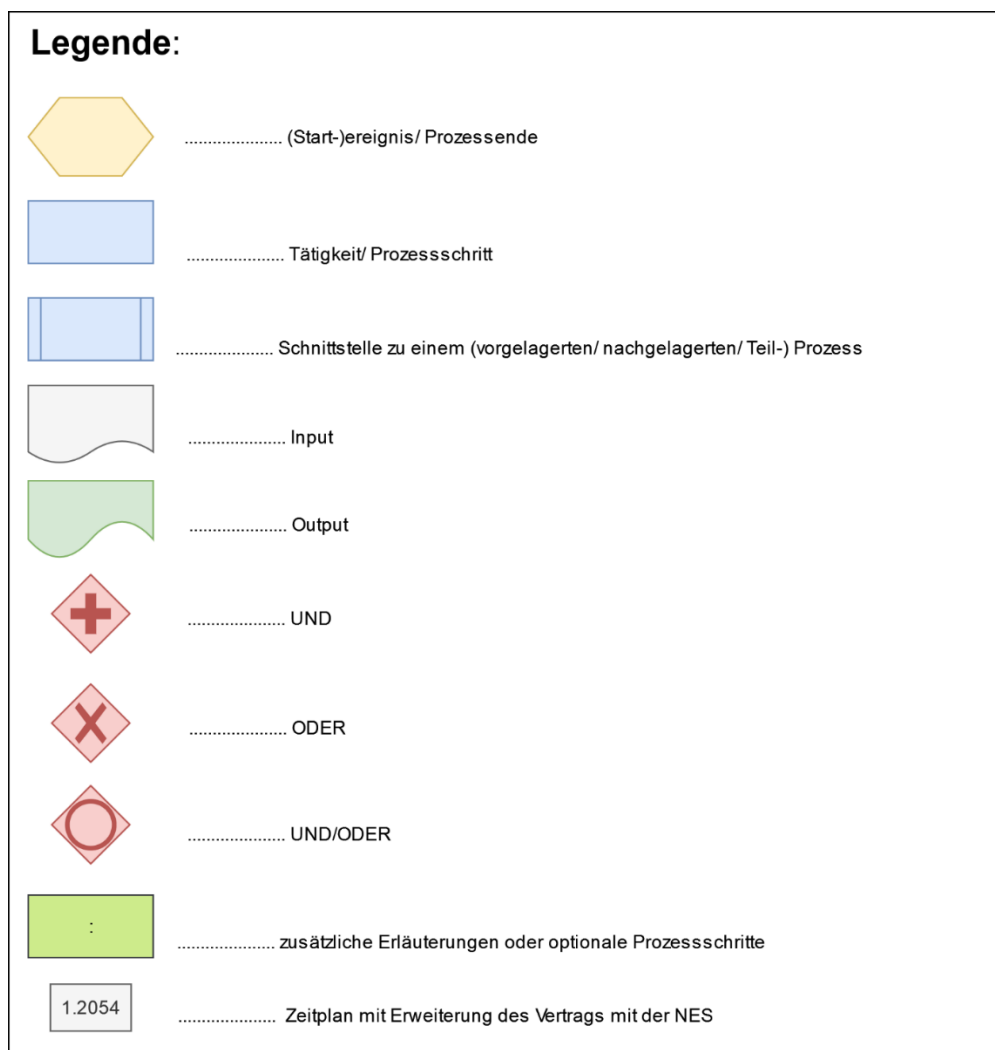 Legende:
..................... (Start-)ereignis/ Prozessende
..................... Tätigkeit/ Prozessschritt
..................... Schnittstelle zu einem (vorgelagerten/ nachgelagerten/ Teil-) Prozess
..................... Input
..................... Output
..................... UND
..................... ODER
..................... UND/ODER
: ..................... zusätzliche Erläuterungen oder optionale Prozessschritte
1.2054 ..................... Zeitplan mit Erweiterung des Vertrags mit der NES